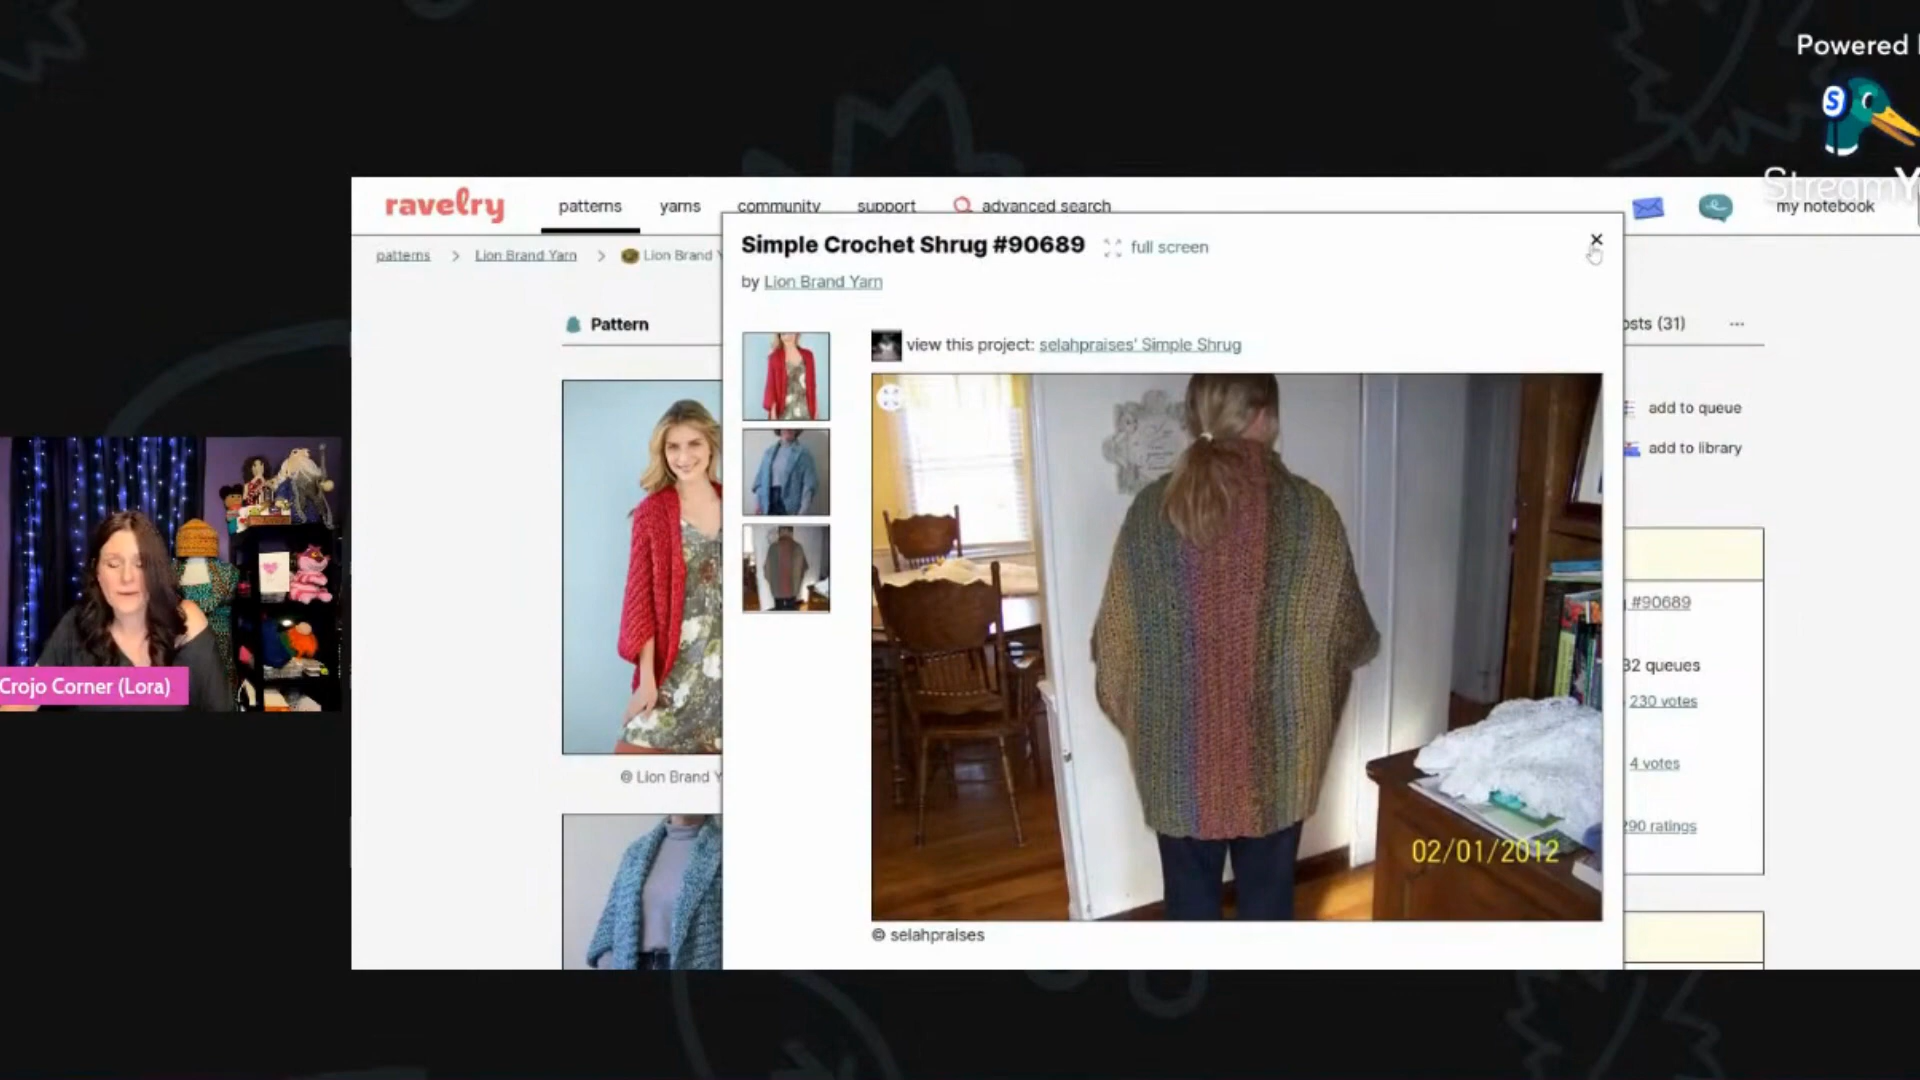 Powered
StreamY
ravelry
patterns
yarns
community
support
advanced search
my notebook
patterns > Lion Brand Yarn > Lion Brand Y
Simple Crochet Shrug #90689
full screen
by Lion Brand Yarn
Pattern
view this project: selahpraises' Simple Shrug
osts (31)
add to queue
add to library
#90689
32 queues
230 votes
4 votes
290 ratings
02/01/2012
© Lion Brand Y
© selahpraises
Crojo Corner (Lora)
S